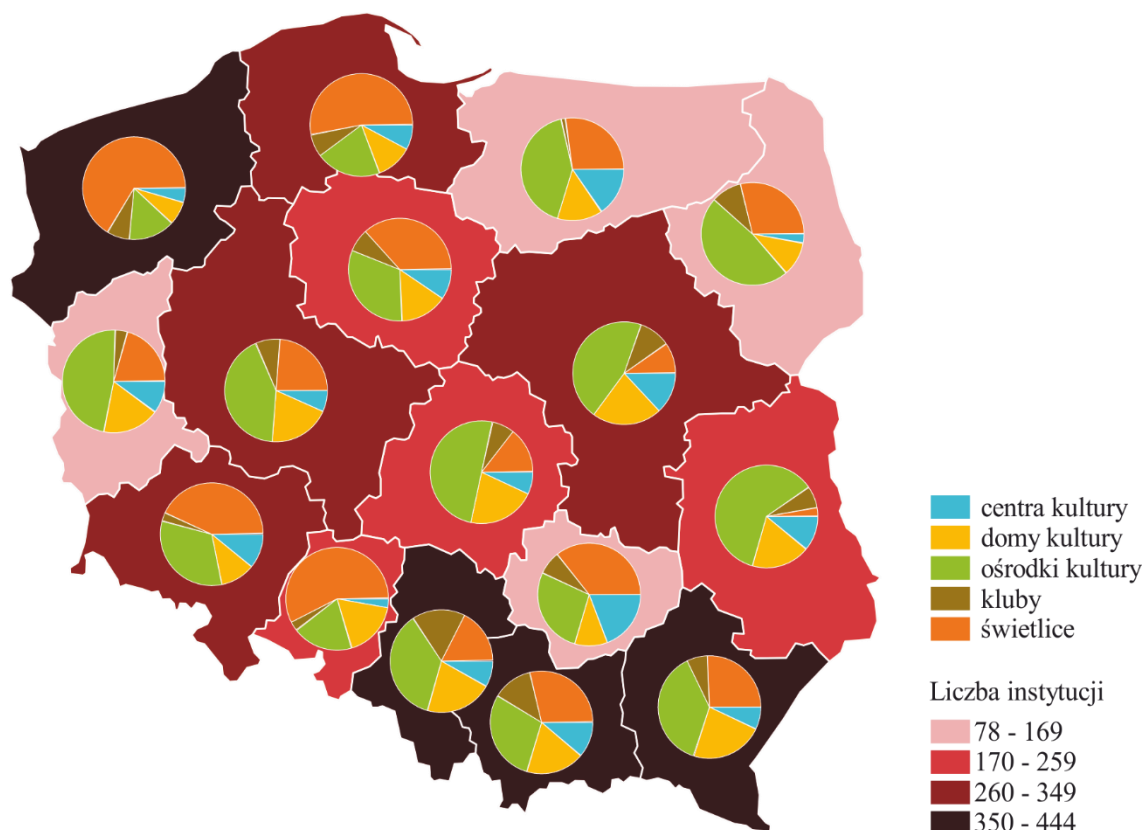 centra kultury
domy kultury
ośrodki kultury
kluby
świetlice
Liczba instytucji
78 - 169
170 - 259
260 - 349
350 - 444